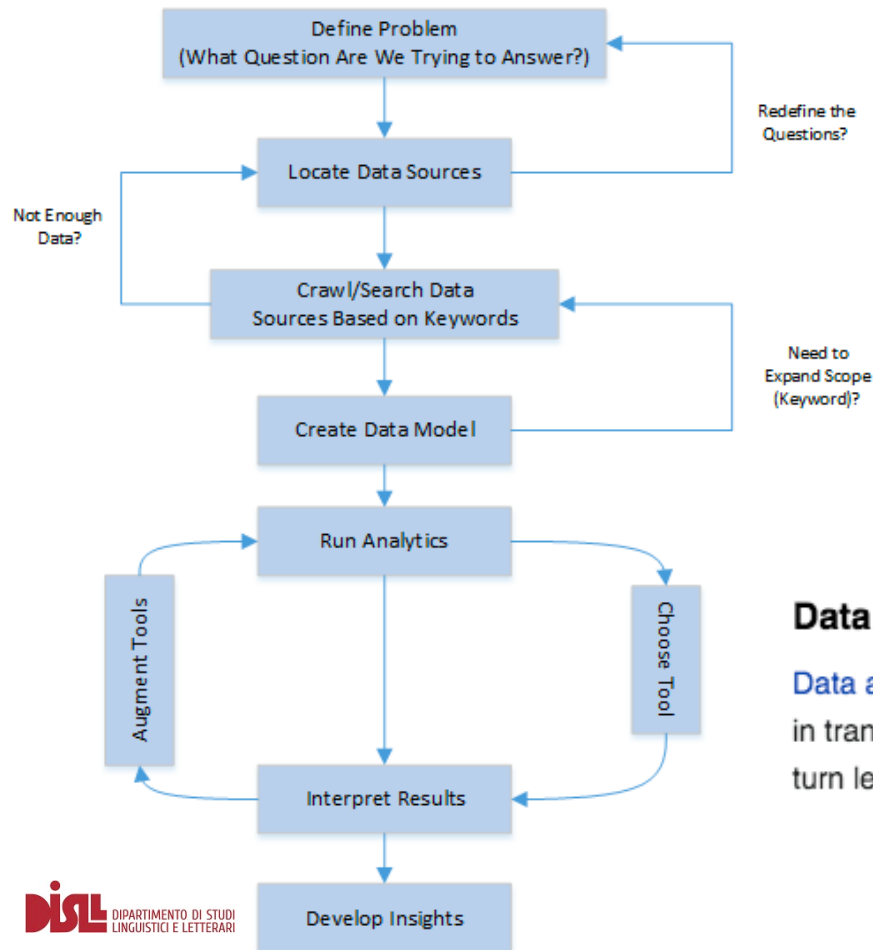 Define Problem
(What Question Are We Trying to Answer?)
Redefine the
Questions?
Locate Data Sources
Not Enough
Data?
Crawl/Search Data
Sources Based on Keywords
Need to
Expand Scope
(Keyword)?
Create Data Model
Run Analytics
Augment Tools
Choose Tool
Data
Data a
in tran
turn le
Interpret Results
Develop Insights
DiSLL DIPARTIMENTO DI STUDI
LINGUISTICI E LETTERARI